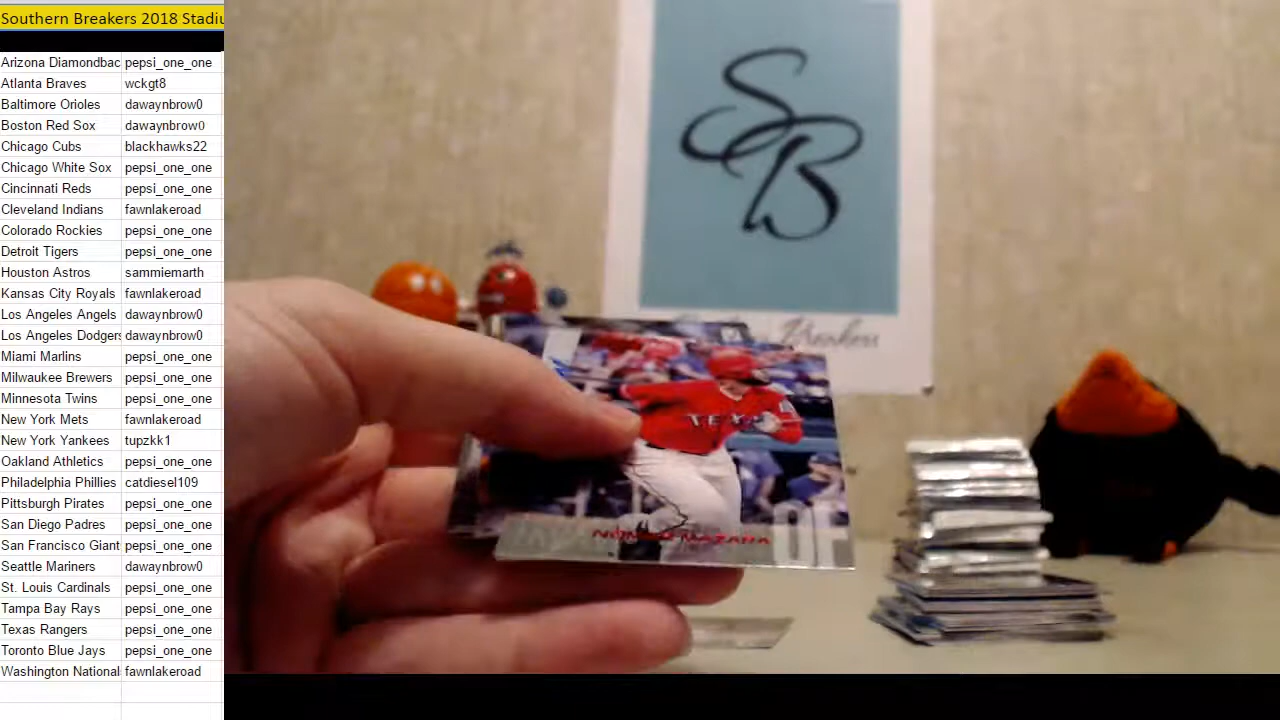 Southern Breakers 2018 Stadiu
Arizona Diamondbac pepsi_one_one
Atlanta Braves wckgt8
Baltimore Orioles dawaynbrow0
Boston Red Sox dawaynbrow0
Chicago Cubs blackhawks22
Chicago White Sox pepsi_one_one
Cincinnati Reds pepsi_one_one
Cleveland Indians fawnlakeroad
Colorado Rockies pepsi_one_one
Detroit Tigers pepsi_one_one
Houston Astros sammiemarth
Kansas City Royals fawnlakeroad
Los Angeles Angels dawaynbrow0
Los Angeles Dodgers dawaynbrow0
Miami Marlins pepsi_one_one
Milwaukee Brewers pepsi_one_one
Minnesota Twins pepsi_one_one
New York Mets fawnlakeroad
New York Yankees tupzkk1
Oakland Athletics pepsi_one_one
Philadelphia Phillies catdiesel109
Pittsburgh Pirates pepsi_one_one
San Diego Padres pepsi_one_one
San Francisco Giant pepsi_one_one
Seattle Mariners dawaynbrow0
St. Louis Cardinals pepsi_one_one
Tampa Bay Rays pepsi_one_one
Texas Rangers pepsi_one_one
Toronto Blue Jays pepsi_one_one
Washington National fawnlakeroad
SB
Breakers
MAZARA
OF